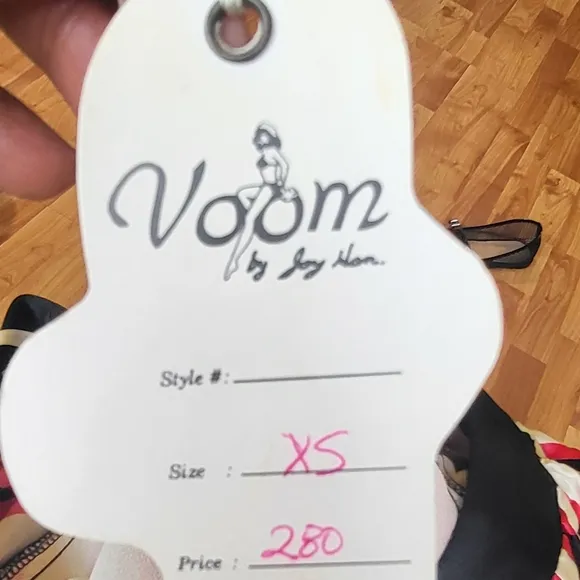 Voom
by Joy Han.
Style #:
Size : XS
Price : 280